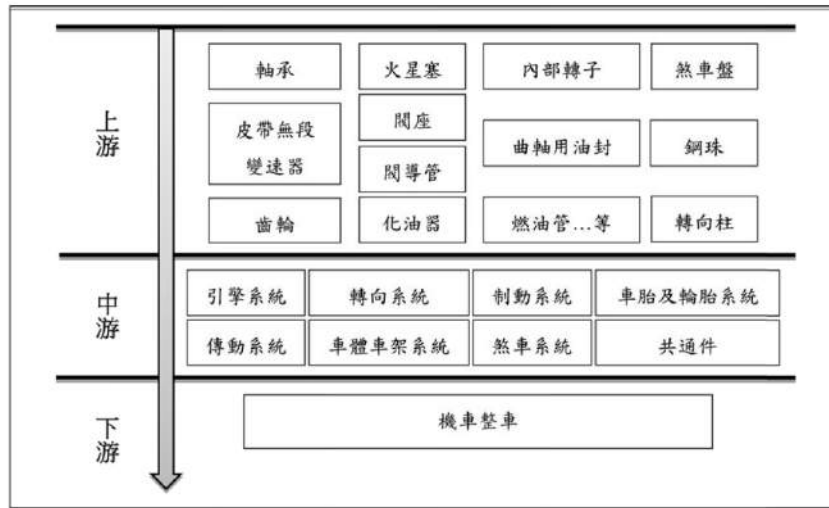 上游
軸承
火星塞
內部轉子
煞車盤
皮帶無段
變速器
閥座
閥導管
曲軸用油封
鋼珠
齒輪
化油器
燃油管...等
轉向柱
中游
引擎系統
轉向系統
制動系統
車胎及輪胎系統
傳動系統
車體車架系統
煞車系統
共通件
下游
機車整車